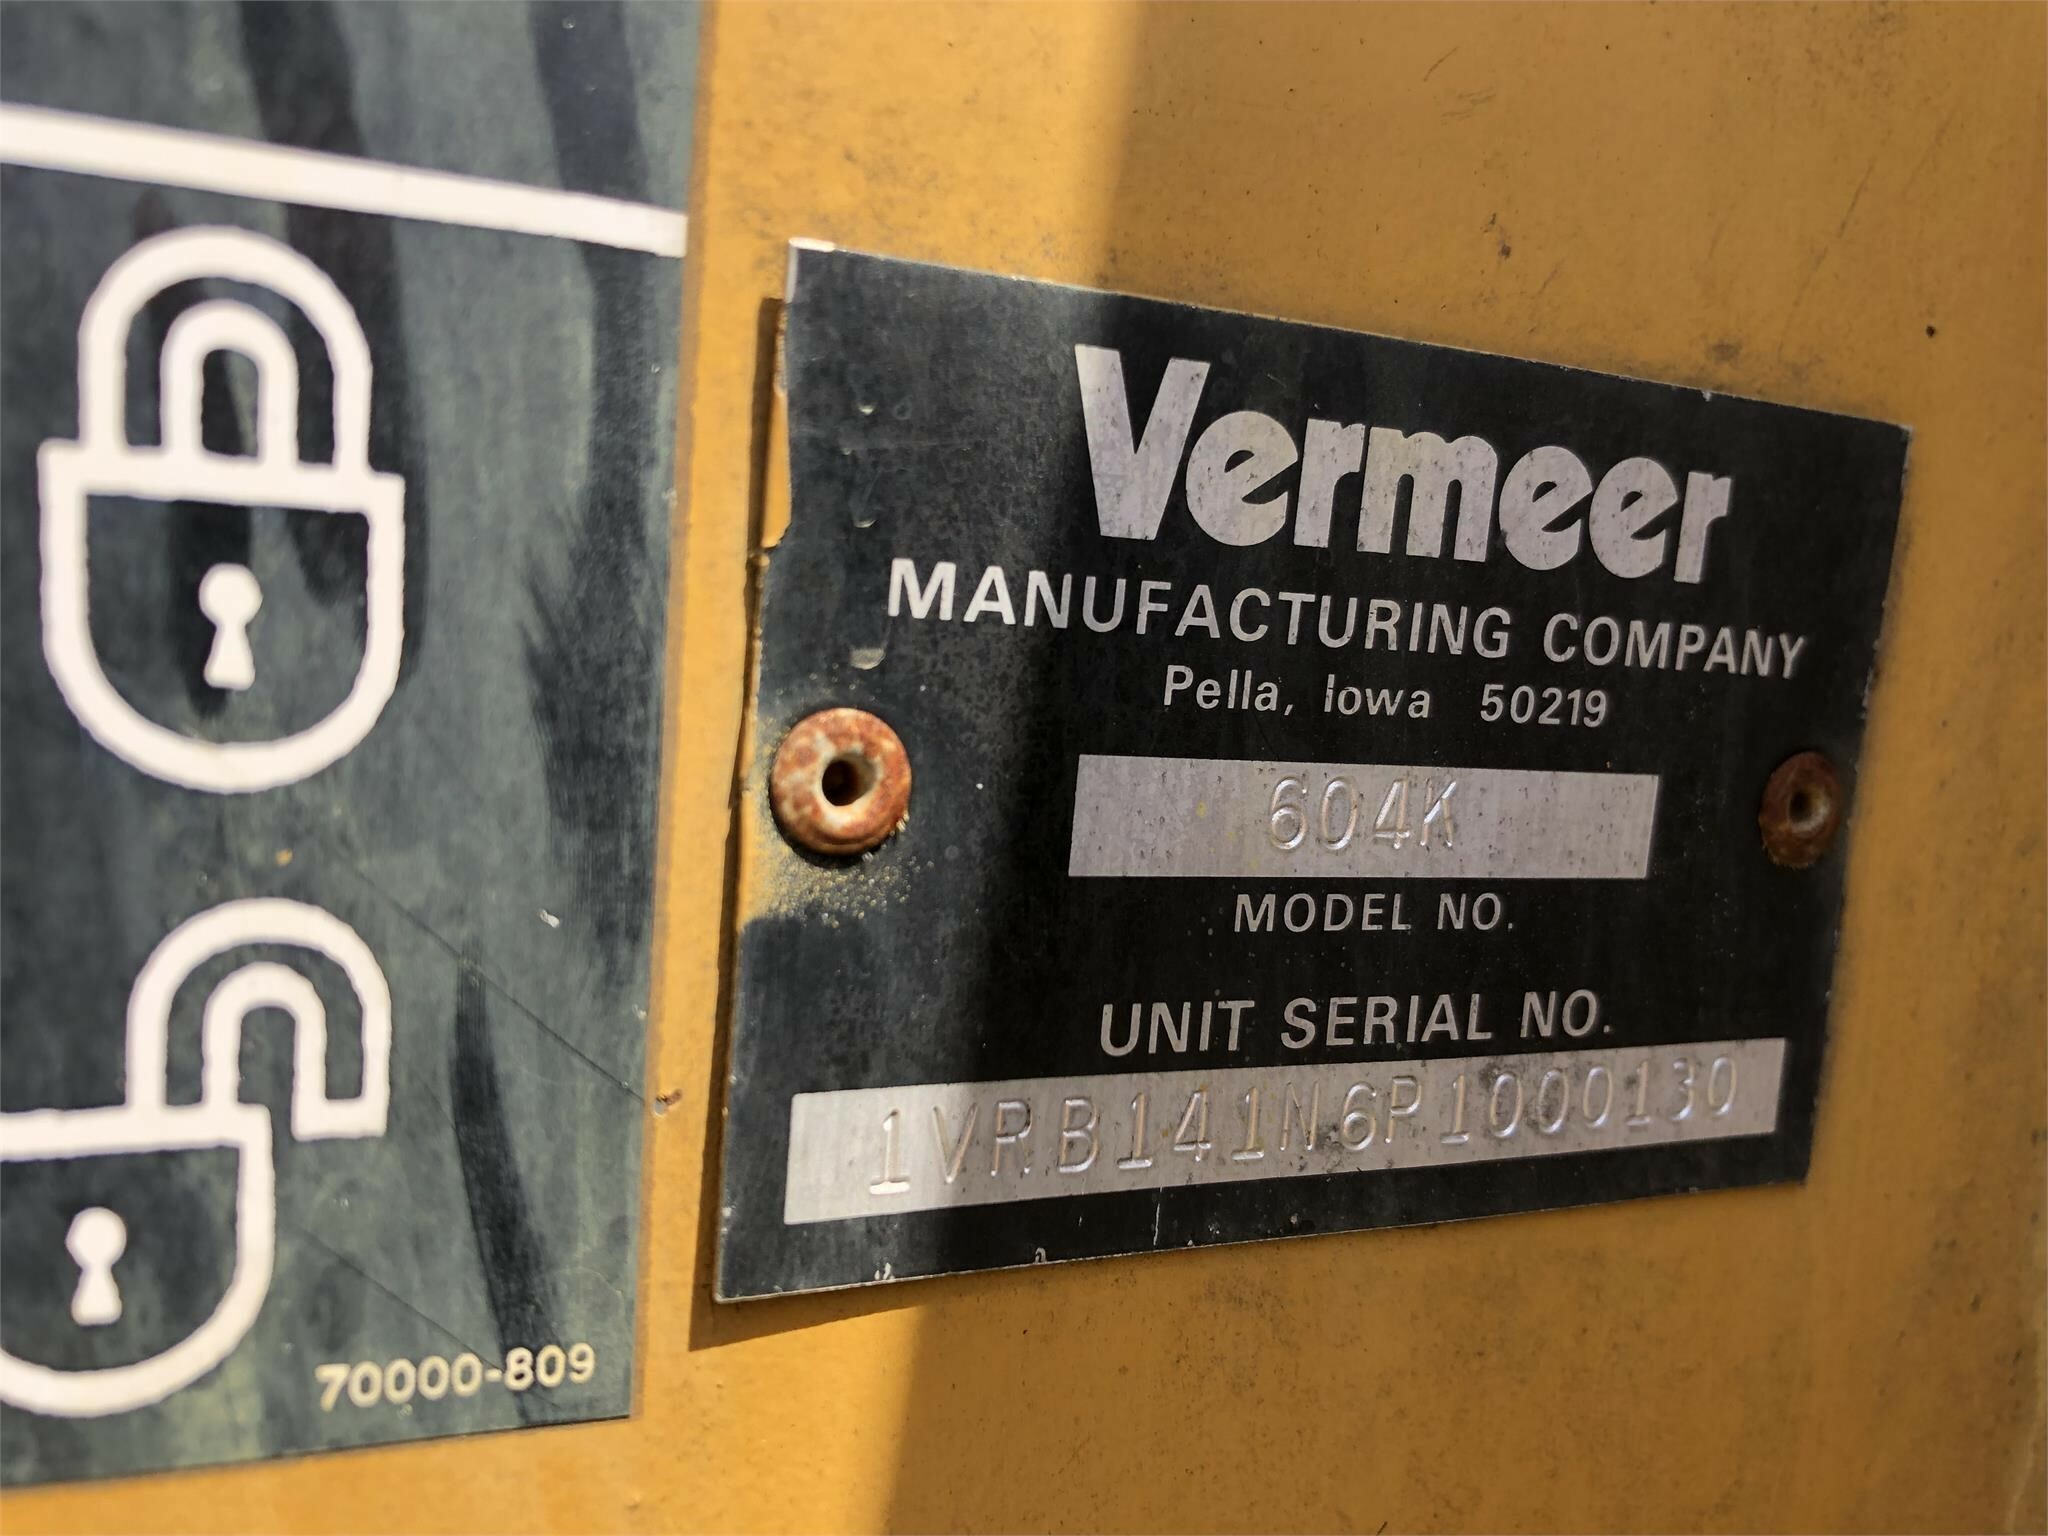 Vermeer
MANUFACTURING COMPANY
Pella, Iowa 50219
604K
MODEL NO.
UNIT SERIAL NO.
1VRB141N6P1000130
70000-809